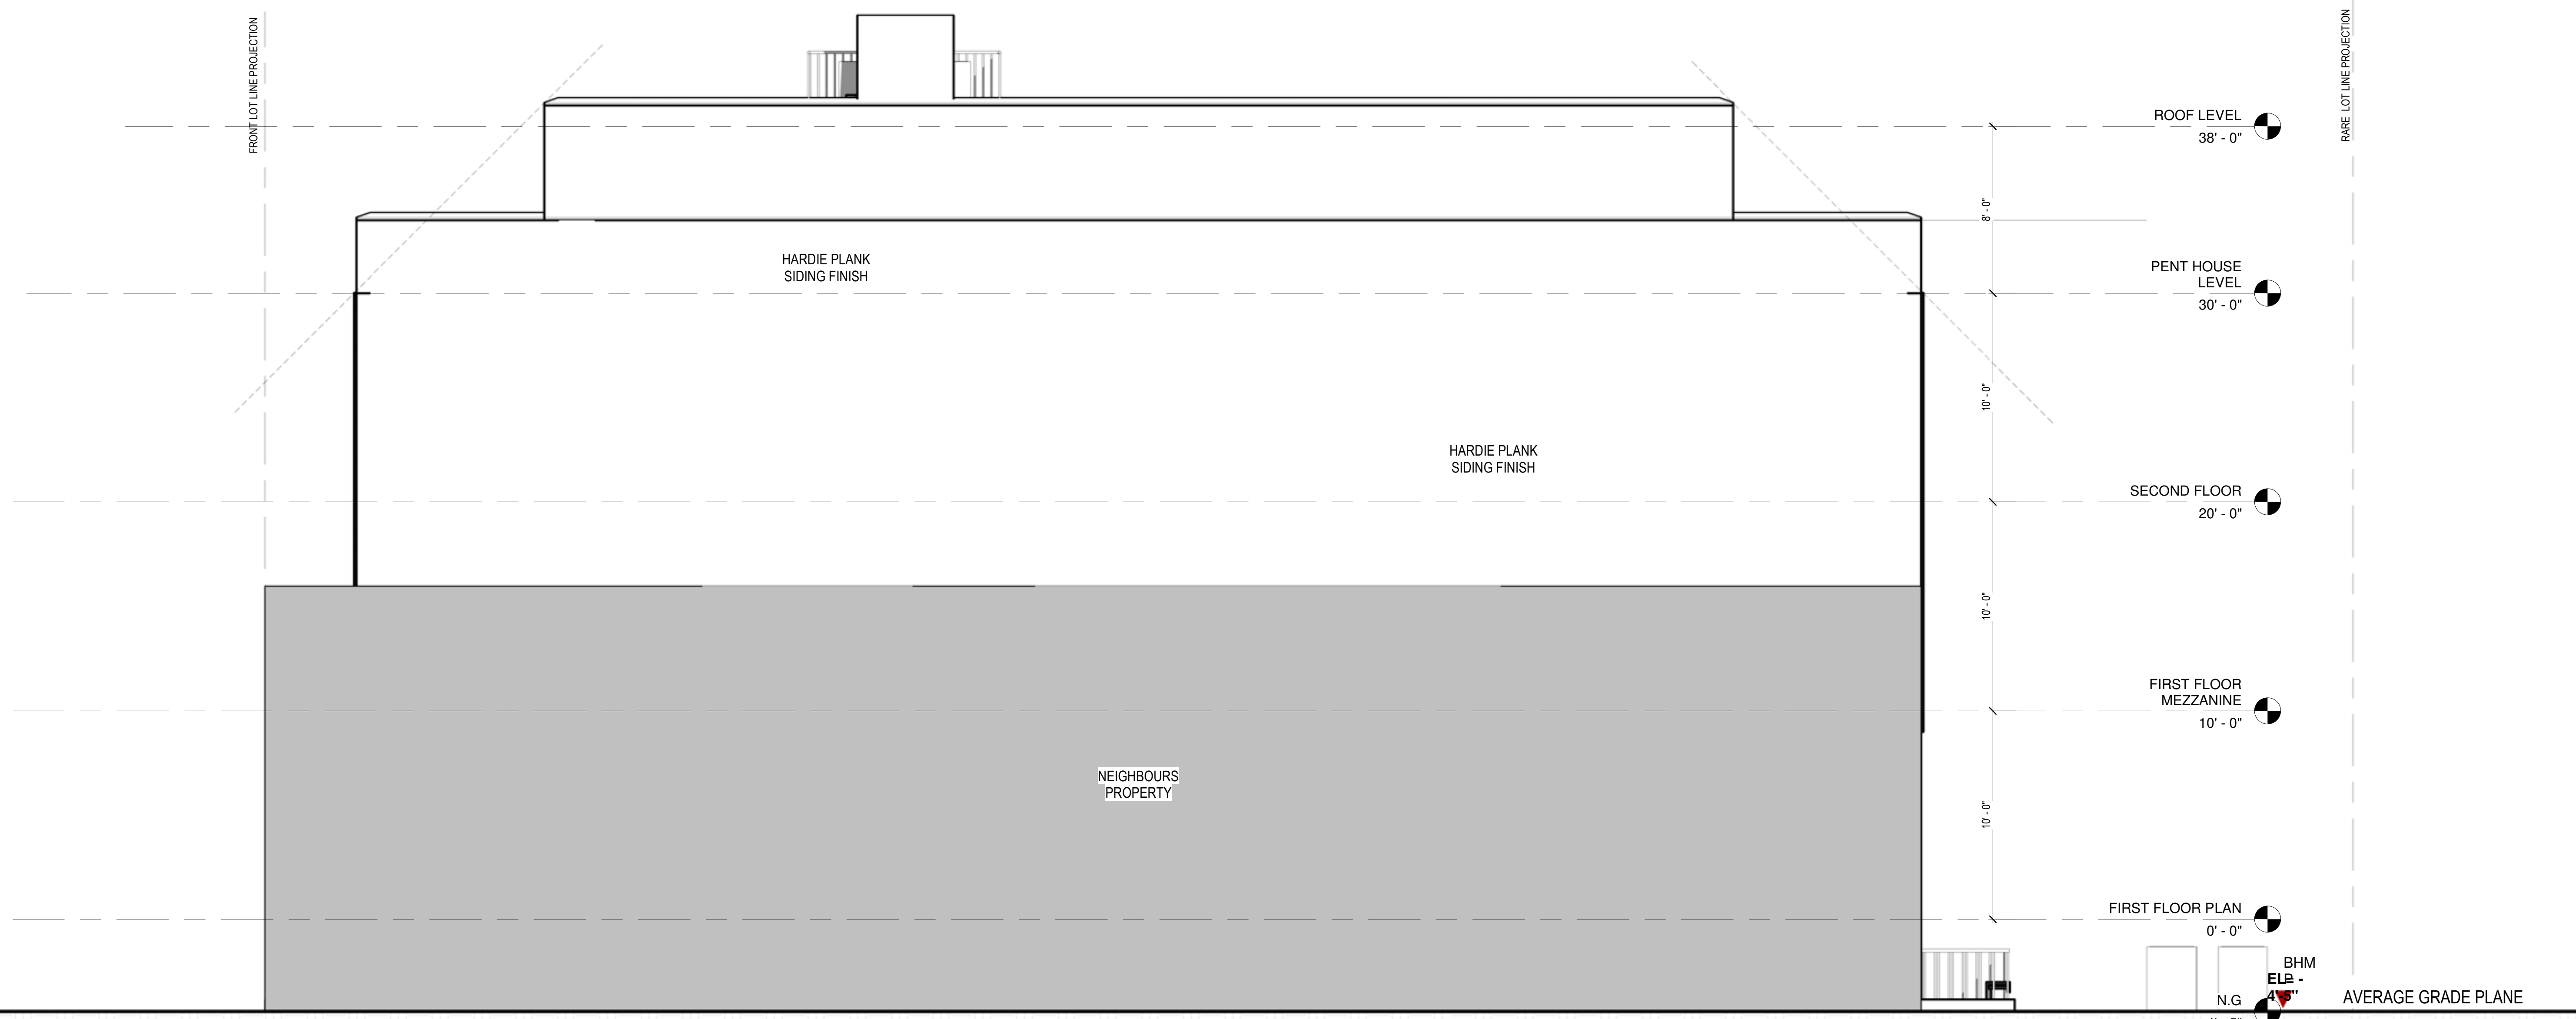 FRONT LOT LINE PROJECTION
RARE LOT LINE PROJECTION
ROOF LEVEL
38' - 0"
8' - 0"
HARDIE PLANK
SIDING FINISH
PENT HOUSE
LEVEL
30' - 0"
10' - 0"
HARDIE PLANK
SIDING FINISH
SECOND FLOOR
20' - 0"
10' - 0"
FIRST FLOOR
MEZZANINE
10' - 0"
NEIGHBOURS
PROPERTY
10' - 0"
FIRST FLOOR PLAN
0' - 0"
BHM
N.G
AVERAGE GRADE PLANE